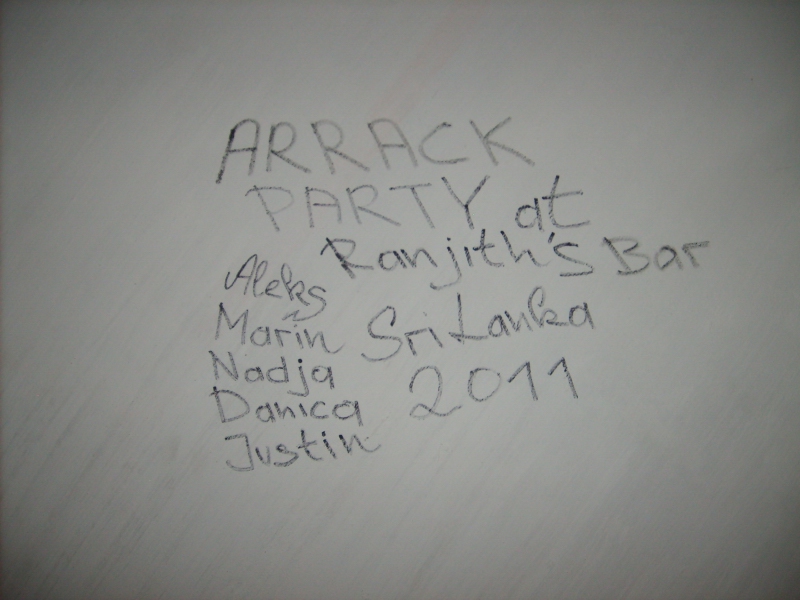 ARRACK
PARTY at
Ranjith's Bar
Sri Lanka
2011
Aleks
Marin
Nadja
Danica
Justin